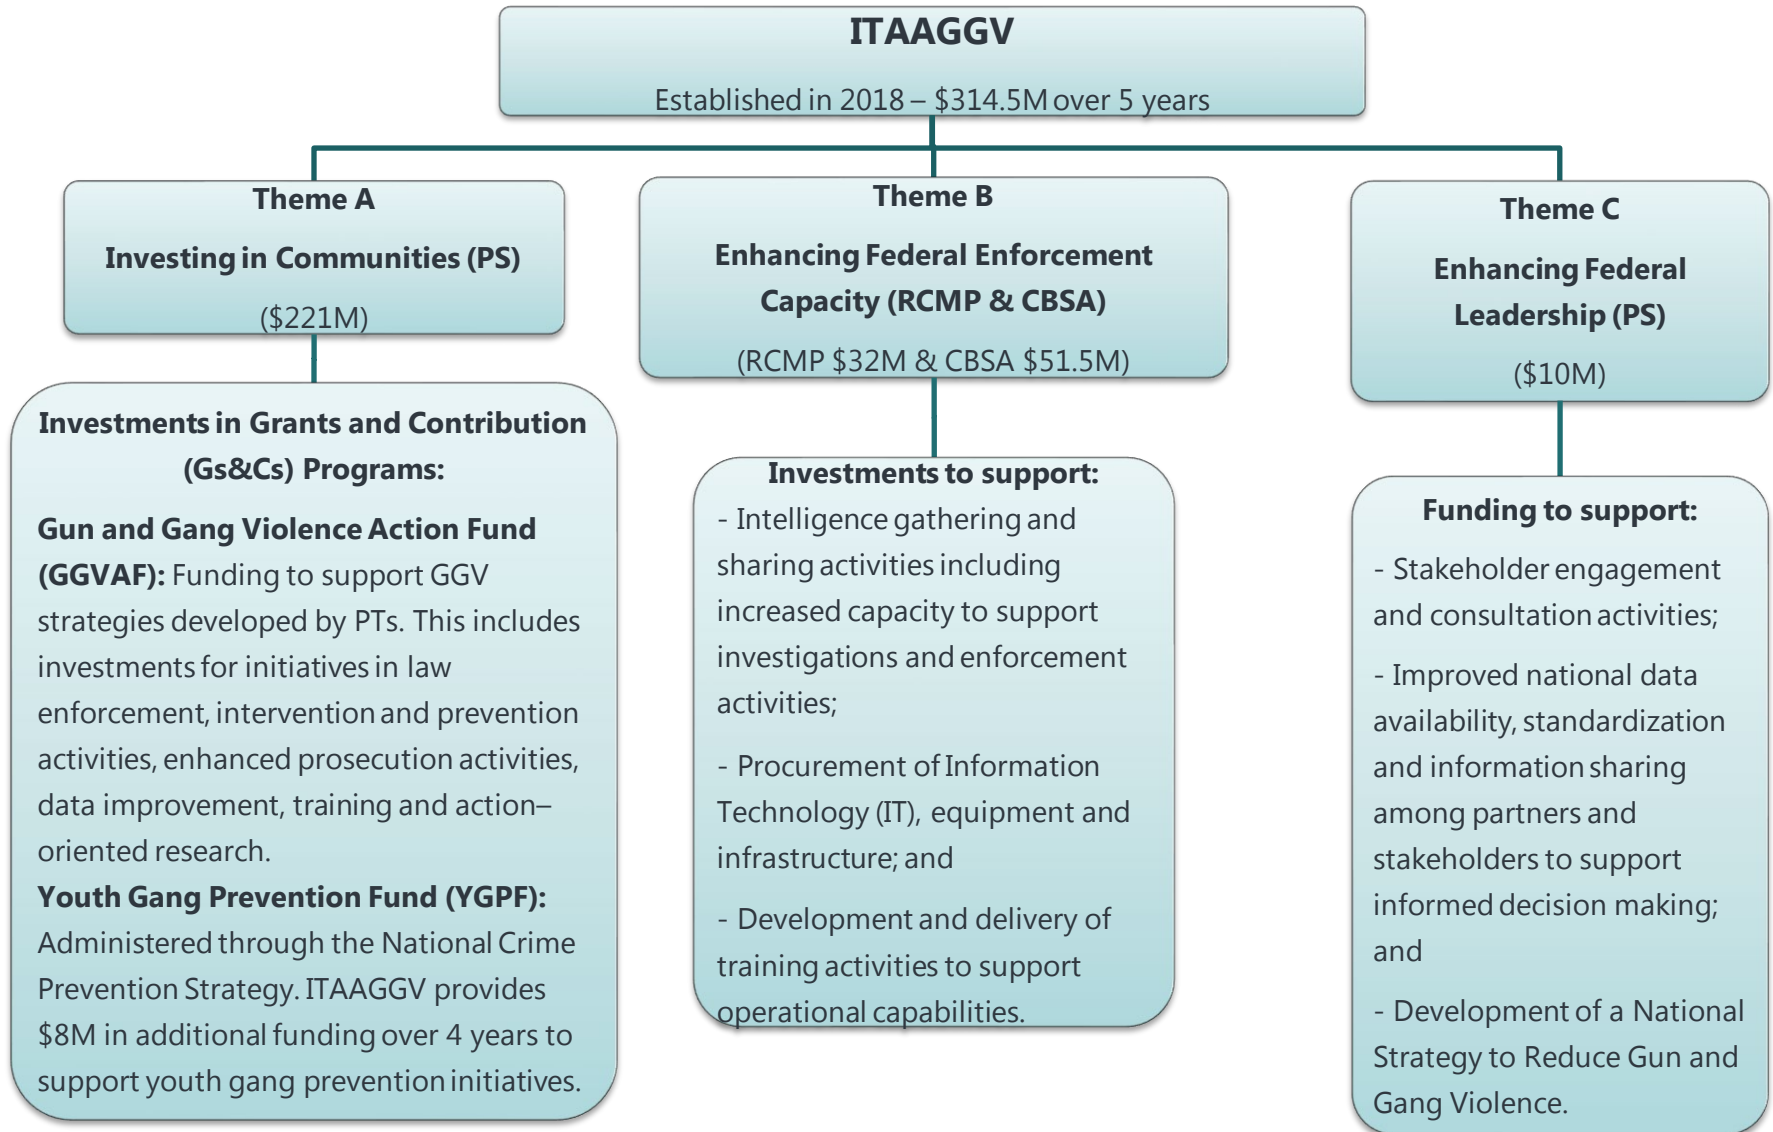 ITAAGGV
Established in 2018 – $314.5M over 5 years
Theme A
Investing in Communities (PS)
($221M)
Investments in Grants and Contribution
(Gs&Cs) Programs:
Gun and Gang Violence Action Fund
(GGVAF): Funding to support GGV
strategies developed by PTs. This includes
investments for initiatives in law
enforcement, intervention and prevention
activities, enhanced prosecution activities,
data improvement, training and action–
oriented research.
Youth Gang Prevention Fund (YGPF):
Administered through the National Crime
Prevention Strategy. ITAAGGV provides
$8M in additional funding over 4 years to
support youth gang prevention initiatives.
Theme B
Enhancing Federal Enforcement
Capacity (RCMP & CBSA)
(RCMP $32M & CBSA $51.5M)
Investments to support:
- Intelligence gathering and
sharing activities including
increased capacity to support
investigations and enforcement
activities;
- Procurement of Information
Technology (IT), equipment and
infrastructure; and
- Development and delivery of
training activities to support
operational capabilities.
Theme C
Enhancing Federal
Leadership (PS)
($10M)
Funding to support:
- Stakeholder engagement
and consultation activities;
- Improved national data
availability, standardization
and information sharing
among partners and
stakeholders to support
informed decision making;
and
- Development of a National
Strategy to Reduce Gun and
Gang Violence.